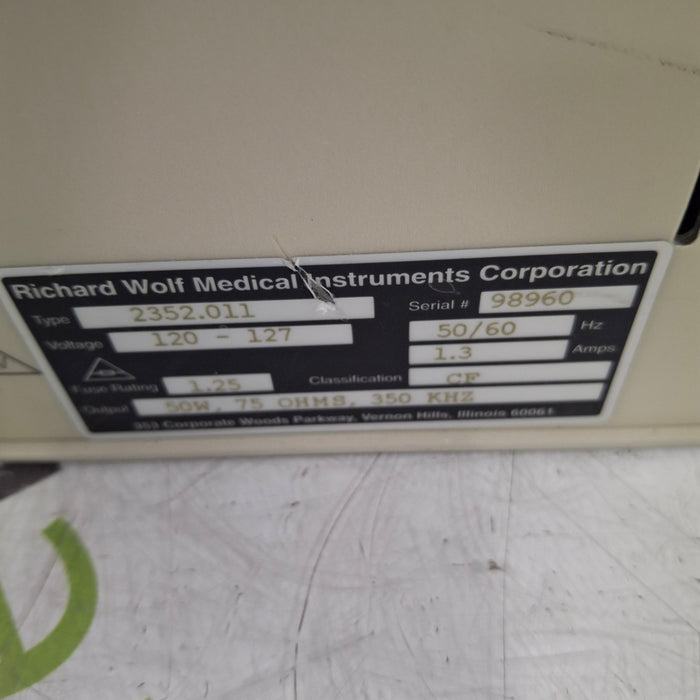 Richard Wolf Medical Instruments Corporation
Type 2352.011 Serial # 98960
Voltage 120 - 127 50/60 Hz
1.3 Amps
Fuse Rating 1.25 Classification CF
Output 50W, 75 OHMS, 350 KHZ
353 Corporate Woods Parkway, Vernon Hills, Illinois 60061